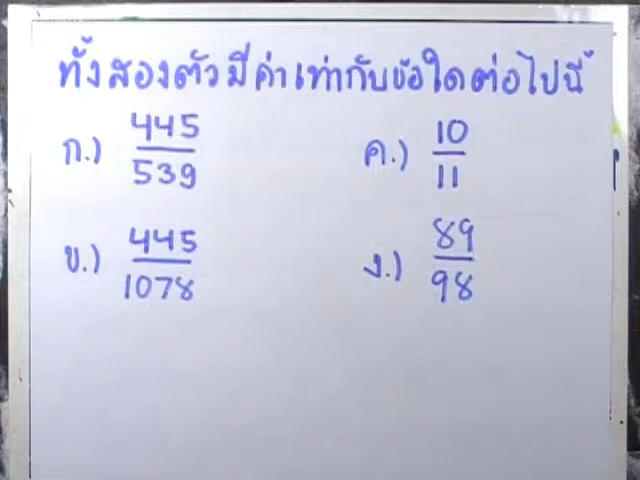 ทั้งสองตัวมีค่าเท่ากับข้อใดต่อไปนี้
ก.) 445/539
ค.) 10/11
ข.) 445/1078
ง.) 89/98